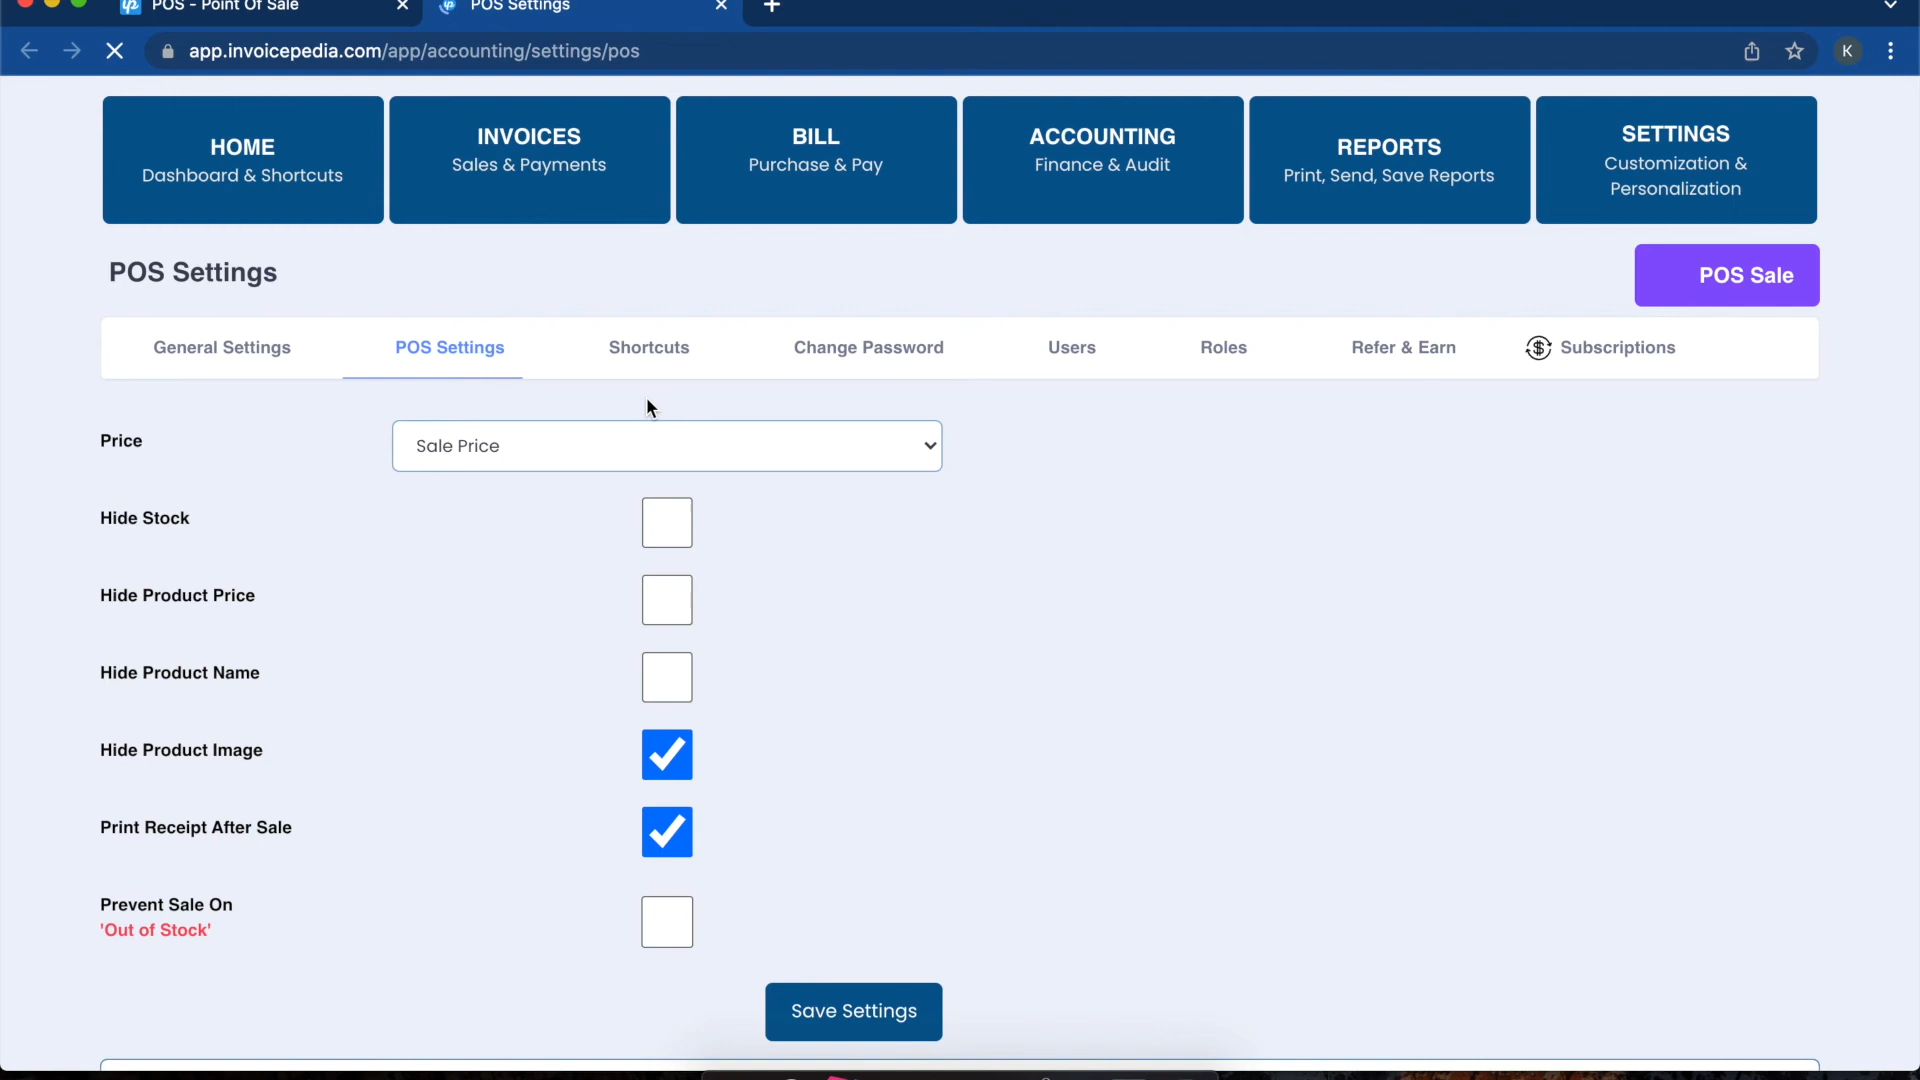 POS - Point Of Sale
POS Settings
app.invoicepedia.com/app/accounting/settings/pos
K
HOME
Dashboard & Shortcuts
INVOICES
Sales & Payments
BILL
Purchase & Pay
ACCOUNTING
Finance & Audit
REPORTS
Print, Send, Save Reports
SETTINGS
Customization &
Personalization
POS Settings
POS Sale
General Settings
POS Settings
Shortcuts
Change Password
Users
Roles
Refer & Earn
Subscriptions
Price
Sale Price
Hide Stock
Hide Product Price
Hide Product Name
Hide Product Image
Print Receipt After Sale
Prevent Sale On
'Out of Stock'
Save Settings